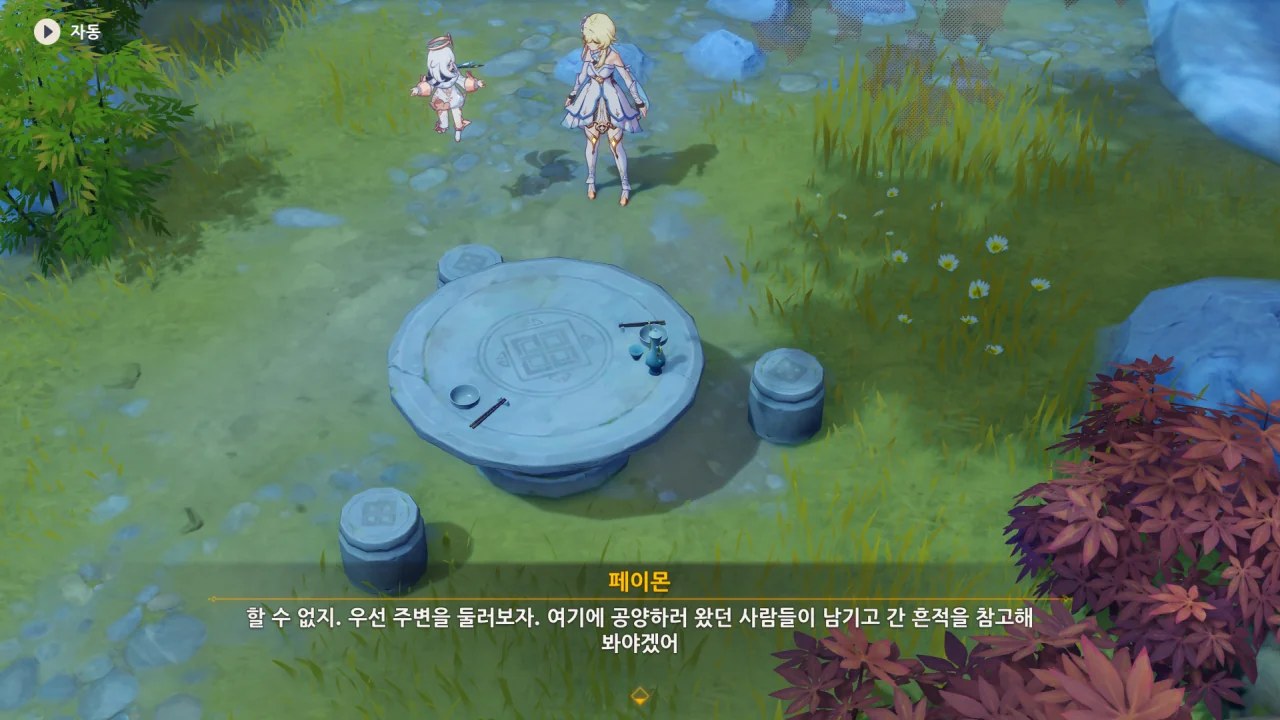 자동
페이몬
할 수 없지. 우선 주변을 둘러보자. 여기에 공양하러 왔던 사람들이 남기고 간 흔적을 참고해
봐야겠어